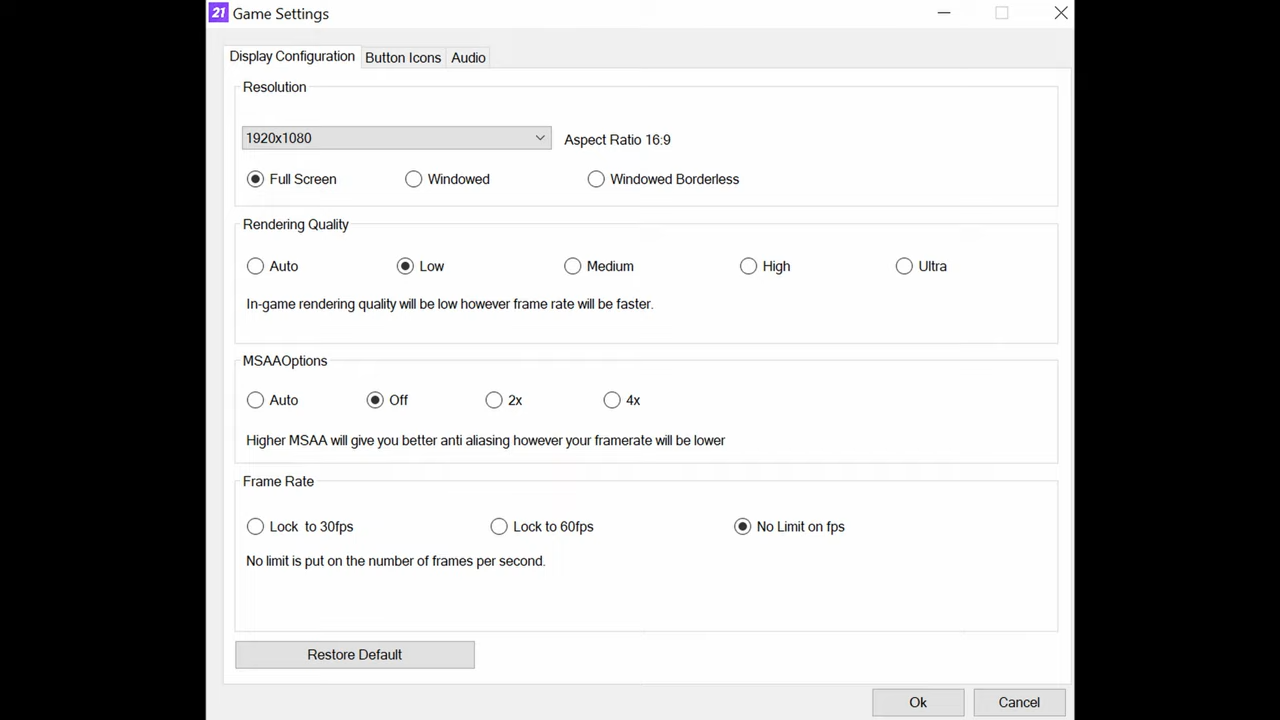 21 Game Settings
Display Configuration Button Icons Audio
Resolution
1920x1080 Aspect Ratio 16:9
Full Screen Windowed Windowed Borderless
Rendering Quality
Auto Low Medium High Ultra
In-game rendering quality will be low however frame rate will be faster.
MSAAOptions
Auto Off 2x 4x
Higher MSAA will give you better anti aliasing however your framerate will be lower
Frame Rate
Lock to 30fps Lock to 60fps No Limit on fps
No limit is put on the number of frames per second.
Restore Default
Ok Cancel